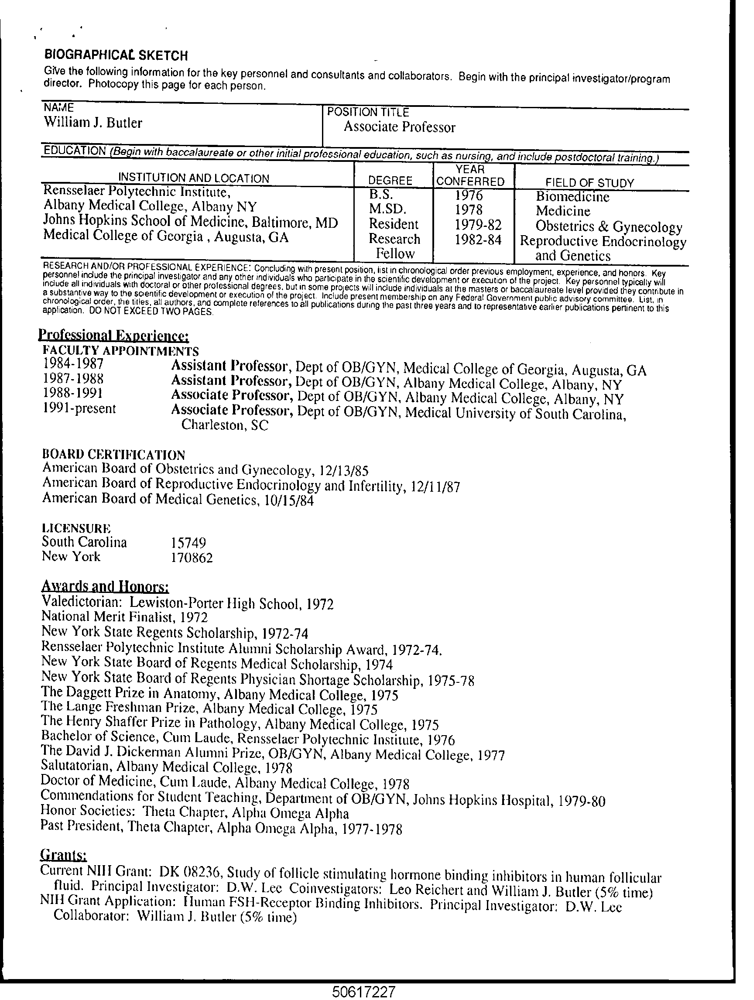 BIOGRAPHICAL SKETCH
Give the following information for the key personnel and consultants and collaborators. Begin with the principal investigator/program
director. Photocopy this page for each person.
NAME
POSITION TITLE
William J. Butler
Associate Professor
EDUCATION (Begin with baccalaureate or other initial professional education, such as nursing, and include postdoctoral training.)
INSTITUTION AND LOCATION DEGREE YEAR CONFERRED FIELD OF STUDY
Rensselaer Polytechnic Institute, B.S. 1976 Biomedicine
Albany Medical College, Albany NY M.SD. 1978 Medicine
Johns Hopkins School of Medicine, Baltimore, MD Resident 1979-82 Obstetrics & Gynecology
Medical College of Georgia , Augusta, GA Research 1982-84 Reproductive Endocrinology
Fellow and Genetics
RESEARCH AND/OR PROFESSIONAL EXPERIENCE: Concluding with present position, list in chronological order previous employment, experience, and honors. Key
personnel include the principal investigator and any other individuals who participate in the scientific development or execution of the project. Key personnel typically will
include all individuals with doctoral or other professional degrees, but in some projects will include individuals at the masters or baccalaureate level provided they contribute in
a substantive way to the scientific development or execution of the project. Include present membership on any Federal Government public advisory committee. List, in
chronological order, the titles, all authors, and complete references to all publications during the past three years and to representative earlier publications pertinent to this
application. DO NOT EXCEED TWO PAGES.
Professional Experience:
FACULTY APPOINTMENTS
1984-1987 Assistant Professor, Dept of OB/GYN, Medical College of Georgia, Augusta, GA
1987-1988 Assistant Professor, Dept of OB/GYN, Albany Medical College, Albany, NY
1988-1991 Associate Professor, Dept of OB/GYN, Albany Medical College, Albany, NY
1991-present Associate Professor, Dept of OB/GYN, Medical University of South Carolina,
Charleston, SC
BOARD CERTIFICATION
American Board of Obstetrics and Gynecology, 12/13/85
American Board of Reproductive Endocrinology and Infertility, 12/11/87
American Board of Medical Genetics, 10/15/84
LICENSURE
South Carolina 15749
New York 170862
Awards and Honors:
Valedictorian: Lewiston-Porter High School, 1972
National Merit Finalist, 1972
New York State Regents Scholarship, 1972-74
Rensselaer Polytechnic Institute Alumni Scholarship Award, 1972-74.
New York State Board of Regents Medical Scholarship, 1974
New York State Board of Regents Physician Shortage Scholarship, 1975-78
The Daggett Prize in Anatomy, Albany Medical College, 1975
The Lange Freshman Prize, Albany Medical College, 1975
The Henry Shaffer Prize in Pathology, Albany Medical College, 1975
Bachelor of Science, Cum Laude, Rensselaer Polytechnic Institute, 1976
The David J. Dickerman Alumni Prize, OB/GYN, Albany Medical College, 1977
Salutatorian, Albany Medical College, 1978
Doctor of Medicine, Cum Laude, Albany Medical College, 1978
Commendations for Student Teaching, Department of OB/GYN, Johns Hopkins Hospital, 1979-80
Honor Societies: Theta Chapter, Alpha Omega Alpha
Past President, Theta Chapter, Alpha Omega Alpha, 1977-1978
Grants:
Current NIH Grant: DK 08236, Study of follicle stimulating hormone binding inhibitors in human follicular
fluid. Principal Investigator: D.W. Lee Coinvestigators: Leo Reichert and William J. Butler (5% time)
NIH Grant Application: Human FSH-Receptor Binding Inhibitors. Principal Investigator: D.W. Lee
Collaborator: William J. Butler (5% time)
50617227